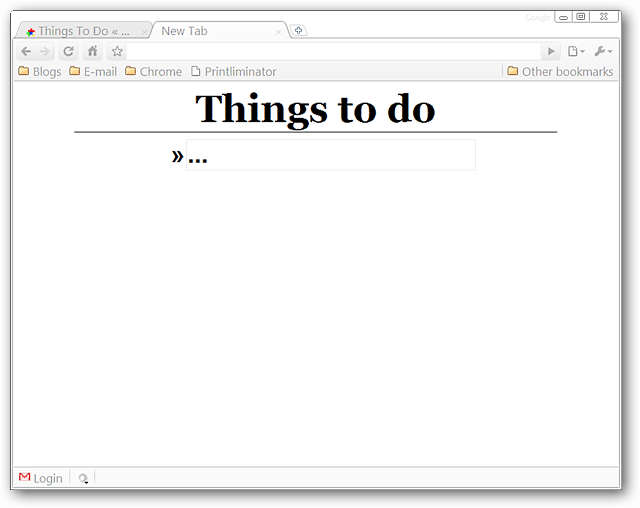 Google
Things To Do « ...
New Tab
Blogs
E-mail
Chrome
Printliminator
Other bookmarks
Things to do
» ...
Login